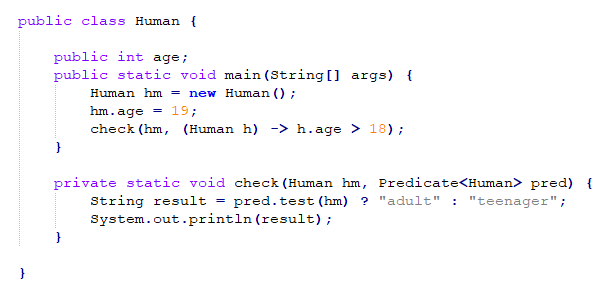 public class Human {
public int age;
public static void main(String[] args) {
Human hm = new Human();
hm.age = 19;
check(hm, (Human h) -> h.age > 18);
}
private static void check(Human hm, Predicate<Human> pred) {
String result = pred.test(hm) ? "adult" : "teenager";
System.out.println(result);
}
}